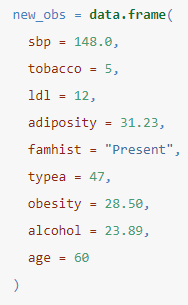 new_obs = data.frame(
  sbp = 148.0,
  tobacco = 5,
  ldl = 12,
  adiposity = 31.23,
  famhist = "Present",
  typea = 47,
  obesity = 28.50,
  alcohol = 23.89,
  age = 60
)